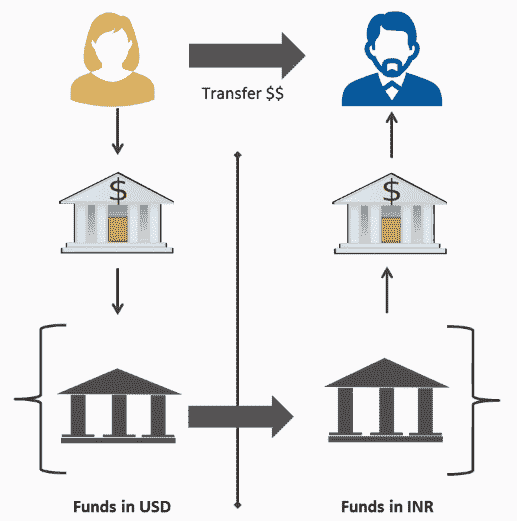 Transfer $$
$
$
Funds in USD
Funds in INR